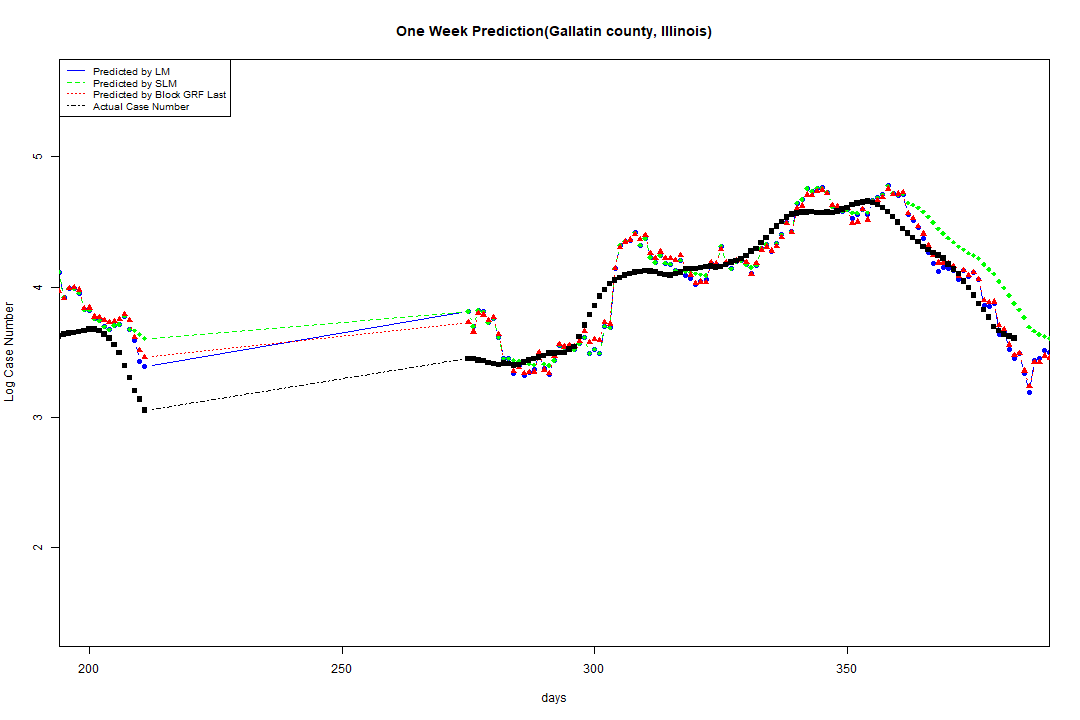 One Week Prediction(Gallatin county, Illinois)
Predicted by LM
Predicted by SLM
Predicted by Block GRF Last
Actual Case Number
5
4
3
2
Log Case Number
200 250 300 350
days